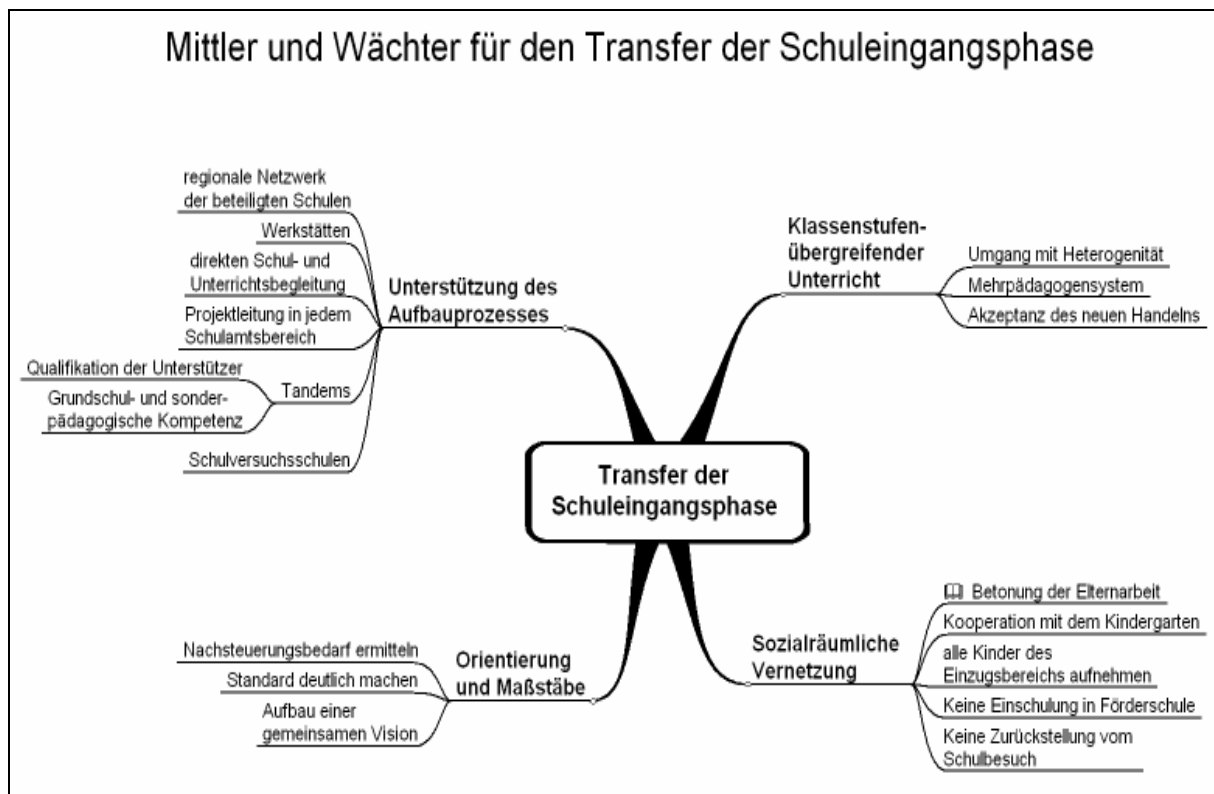 Mittler und Wächter für den Transfer der Schuleingangsphase
regionale Netzwerk
der beteiligten Schulen
Werkstätten
direkten Schul- und
Unterrichtsbegleitung
Projektleitung in jedem
Schulamtsbereich
Qualifikation der Unterstützer
Grundschul- und sonder-
pädagogische Kompetenz
Tandems
Schulversuchsschulen
Unterstützung des
Aufbauprozesses
Klassenstufen-
übergreifender
Unterricht
Umgang mit Heterogenität
Mehrpädagogensystem
Akzeptanz des neuen Handelns
Transfer der
Schuleingangsphase
Nachsteuerungsbedarf ermitteln
Standard deutlich machen
Aufbau einer
gemeinsamen Vision
Orientierung
und Maßstäbe
Sozialräumliche
Vernetzung
Betonung der Elternarbeit
Kooperation mit dem Kindergarten
alle Kinder des
Einzugsbereichs aufnehmen
Keine Einschulung in Förderschule
Keine Zurückstellung vom
Schulbesuch